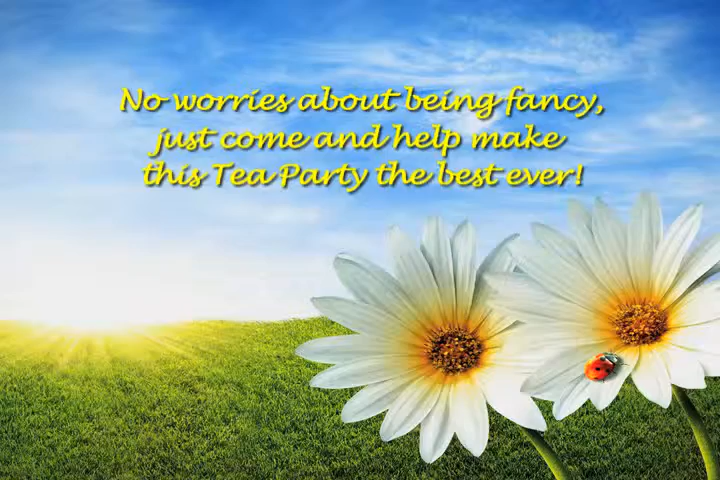 No worries about being fancy,
just come and help make
this Tea Party the best ever!